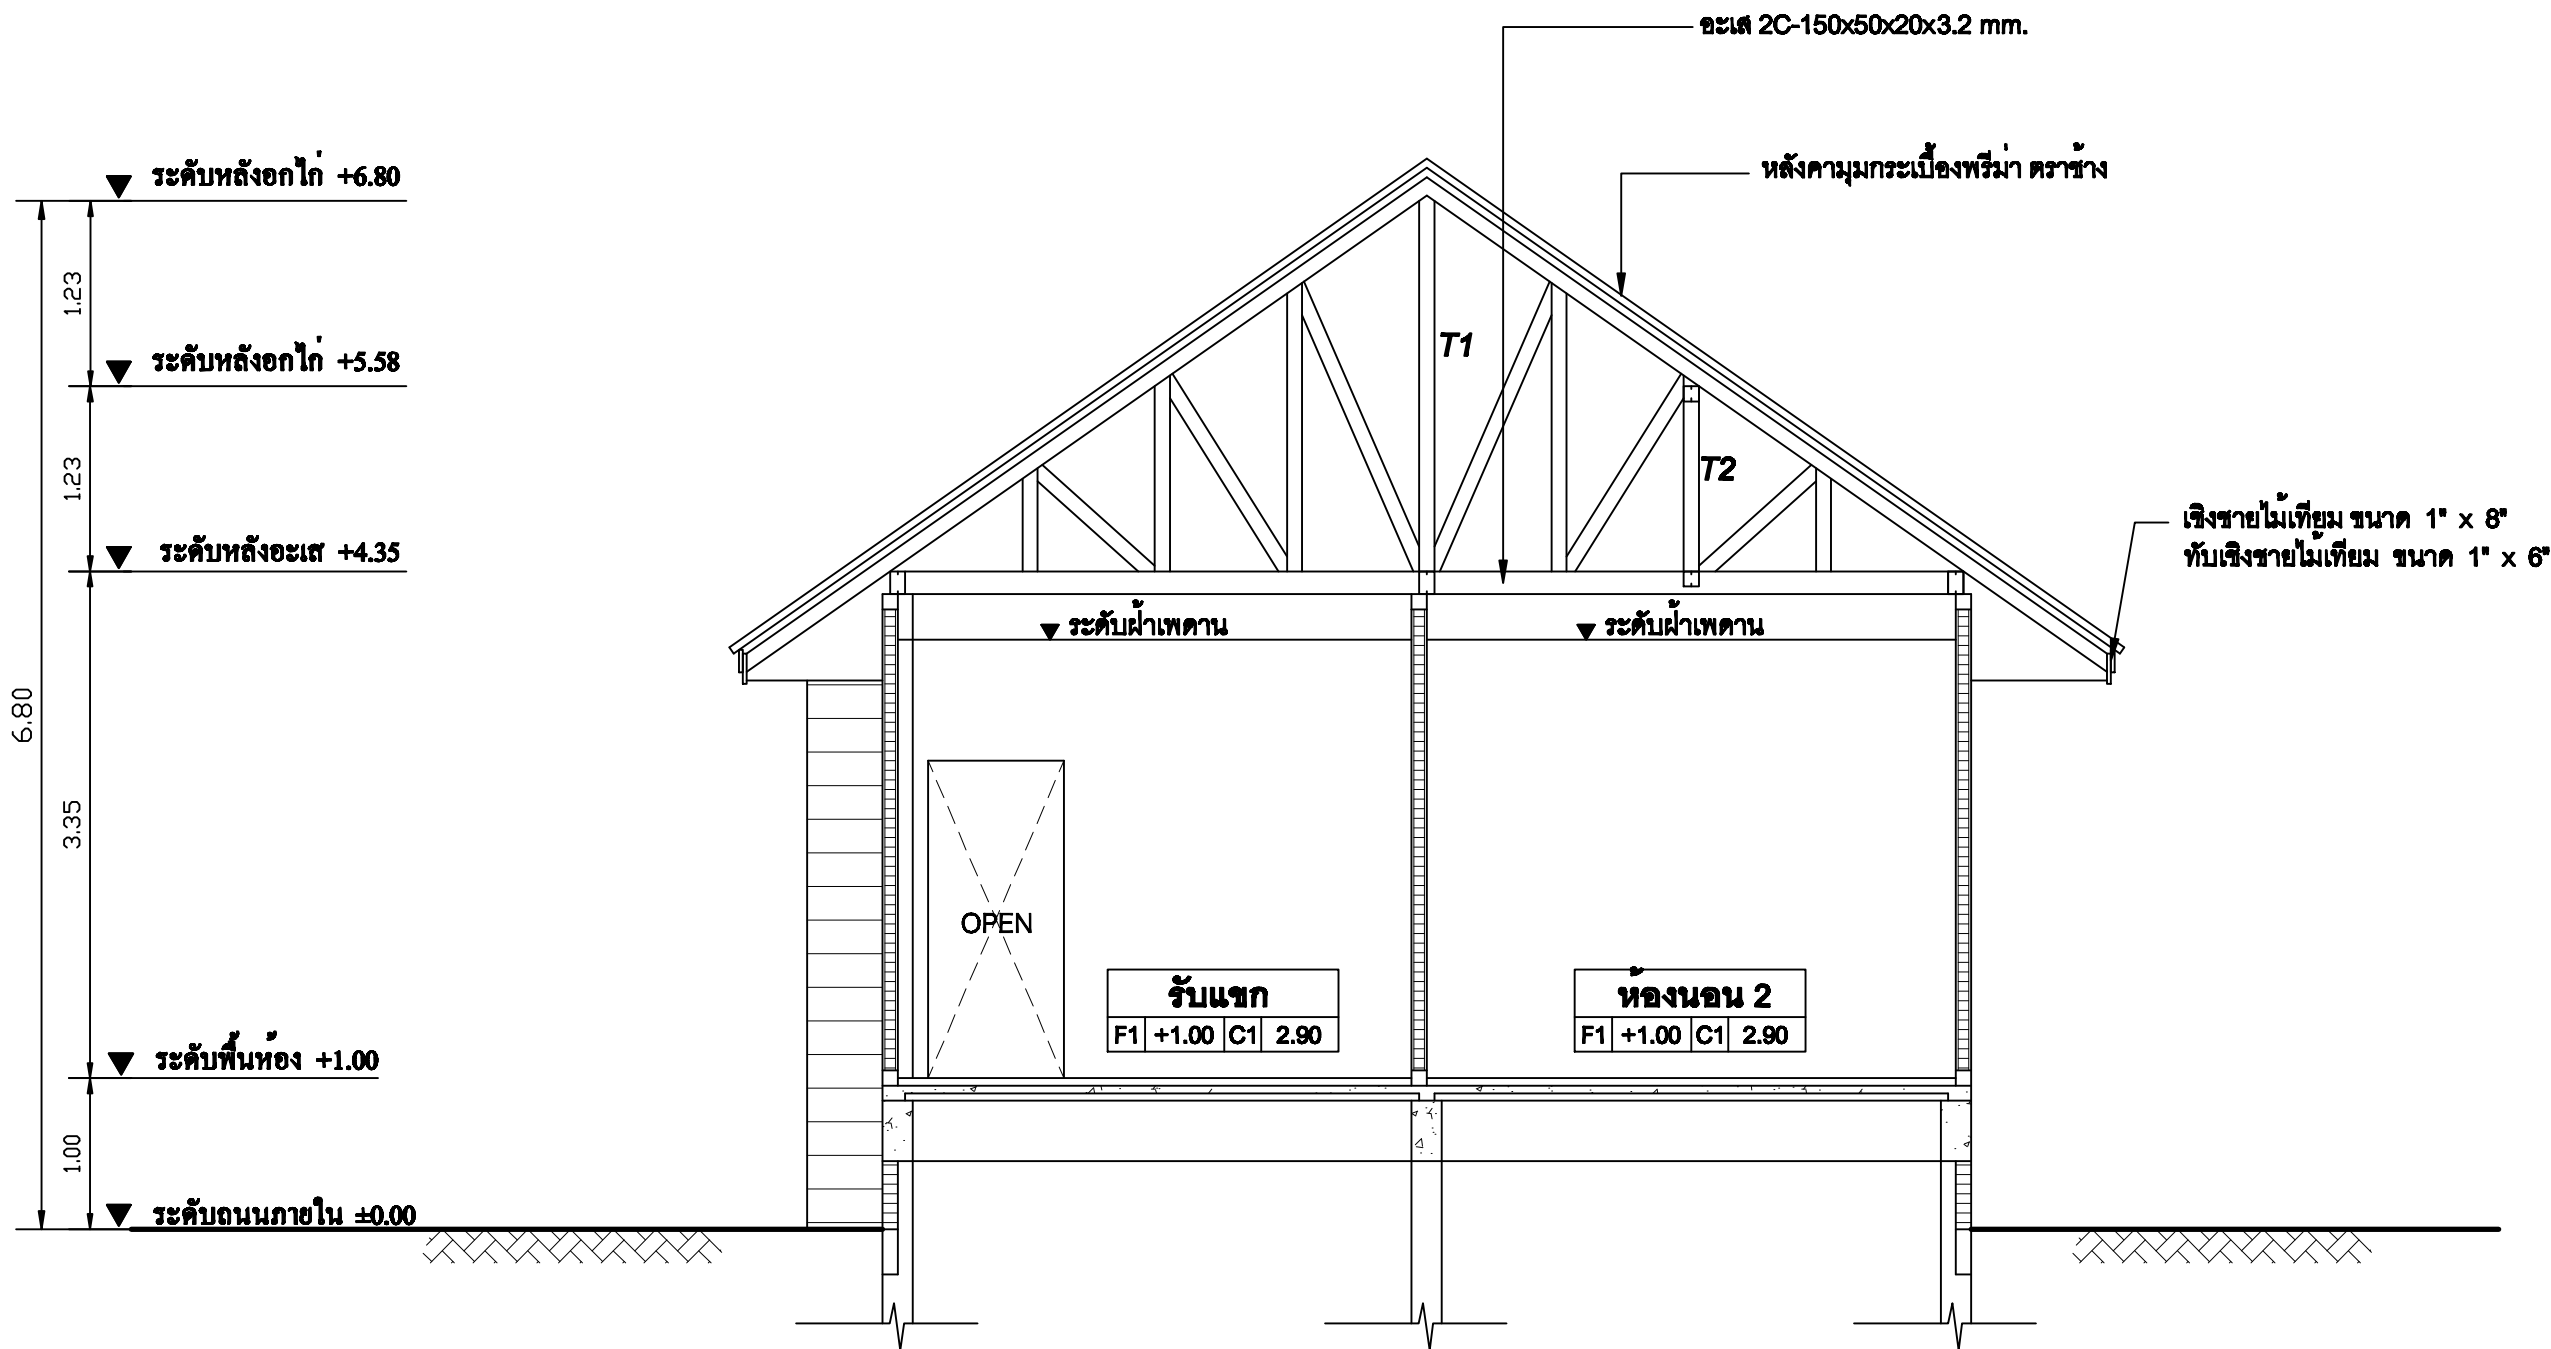 อะเส 2C-150x50x20x3.2 mm.
หลังคามุมกระเบื้องพรีม่า ตราช้าง
ระดับหลังอกไก่ +6.80
1.23
ระดับหลังอกไก่ +5.58
T1
1.23
T2
เชิงชายไม้เทียม ขนาด 1" x 8"
ทับเชิงชายไม้เทียม ขนาด 1" x 6"
ระดับหลังอะเส +4.35
ระดับฝ้าเพดาน
ระดับฝ้าเพดาน
6.80
3.35
OPEN
รับแขก
F1 +1.00 C1 2.90
ห้องนอน 2
F1 +1.00 C1 2.90
ระดับพื้นห้อง +1.00
1.00
ระดับถนนภายใน ±0.00